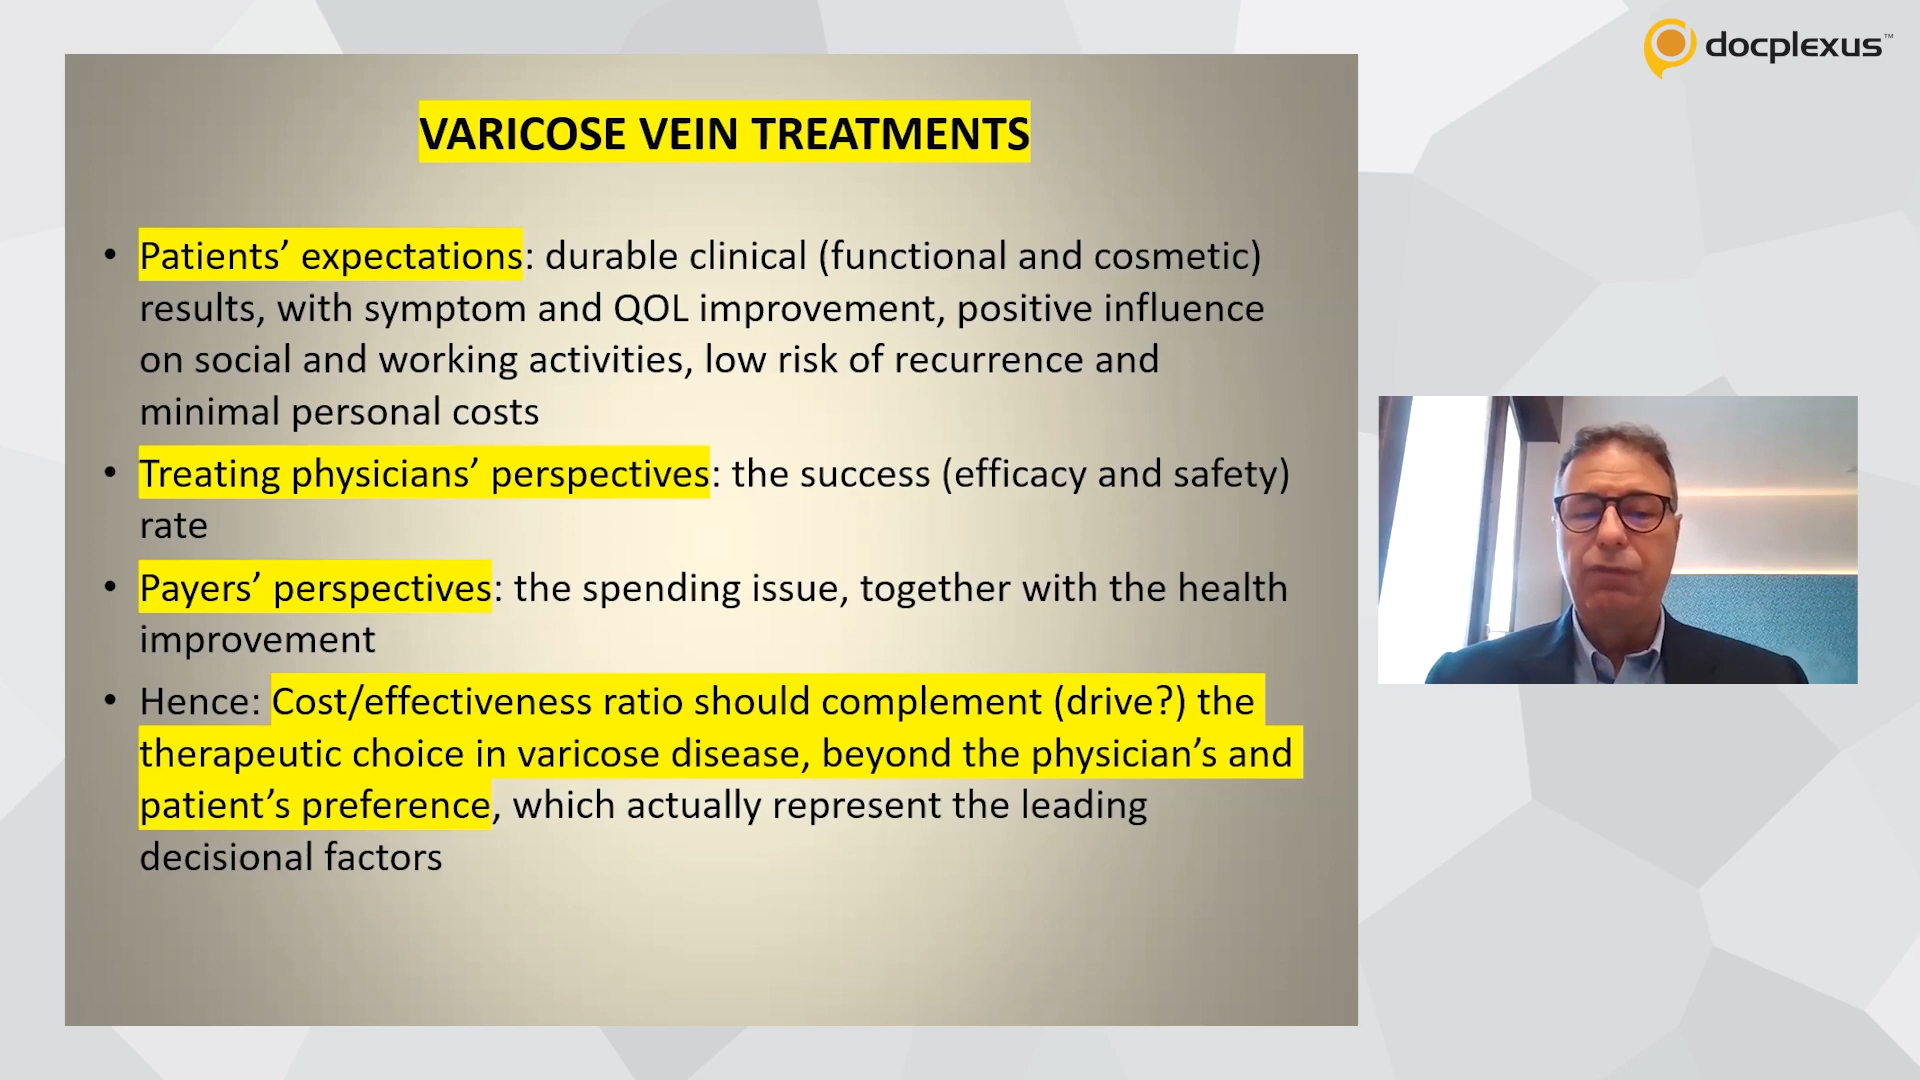 docplexus™
VARICOSE VEIN TREATMENTS
• Patients’ expectations: durable clinical (functional and cosmetic)
results, with symptom and QOL improvement, positive influence
on social and working activities, low risk of recurrence and
minimal personal costs
• Treating physicians’ perspectives: the success (efficacy and safety)
rate
• Payers’ perspectives: the spending issue, together with the health
improvement
• Hence: Cost/effectiveness ratio should complement (drive?) the
therapeutic choice in varicose disease, beyond the physician’s and
patient’s preference, which actually represent the leading
decisional factors